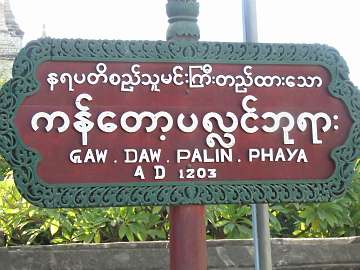 နရပတိစည်သူမင်းကြီးတည်ထားသော
ကန်တော့ပလ္လင်ဘုရား
GAW . DAW . PALIN . PHAYA
A D 1203